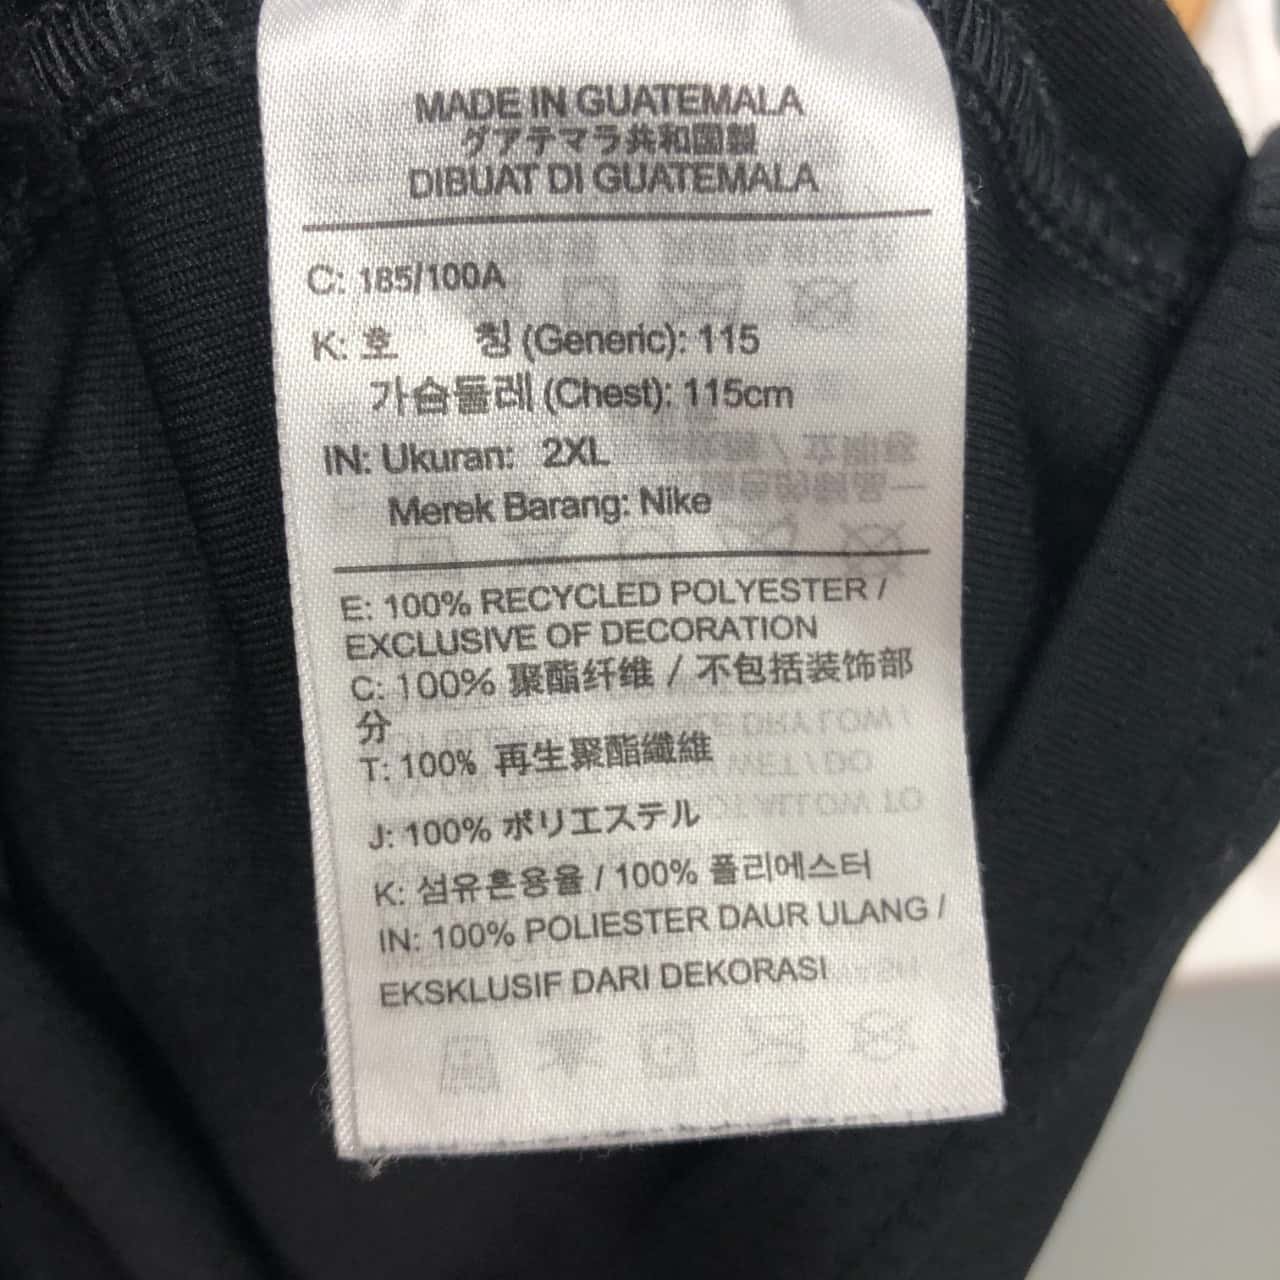 MADE IN GUATEMALA
グアテマラ共和国製
DIBUAT DI GUATEMALA
C: 185/100A
K: 호 칭 (Generic): 115
가슴둘레 (Chest): 115cm
IN: Ukuran: 2XL
Merek Barang: Nike
E: 100% RECYCLED POLYESTER /
EXCLUSIVE OF DECORATION
C: 100% 聚酯纤维 / 不包括装饰部
分
T: 100% 再生聚酯纖維
J: 100% ポリエステル
K: 섬유혼용율 / 100% 폴리에스터
IN: 100% POLIESTER DAUR ULANG /
EKSKLUSIF DARI DEKORASI